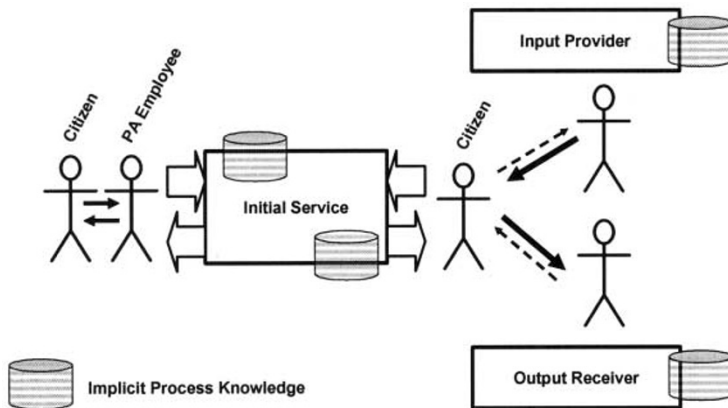 Input Provider
Citizen
PA Employee
Citizen
Initial Service
Implicit Process Knowledge
Output Receiver